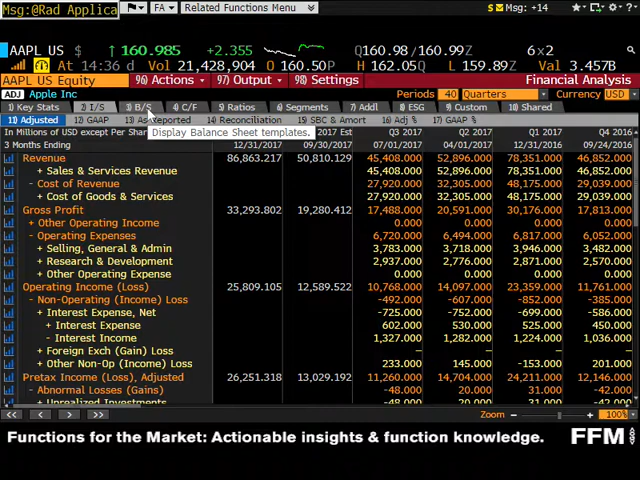 Msg:@Rad Applica FA Related Functions Menu Msg: +14
AAPL US $ ↑ 160.985 +2.355 Q160.98 / 160.99Z 6x2
At 14:36 d Vol 21,428,904 O 160.50 H 162.05Q L 159.89Z Val 3.457B
AAPL US Equity 96) Actions 97) Output 98) Settings Financial Analysis
ADJ Apple Inc Periods 40 Quarters Currency USD
1) Key Stats 2) I/S 3) B/S 4) C/F 5) Ratios 6) Segments 7) Addl 8) ESG 9) Custom 10) Shared
11) Adjusted 12) GAAP 13) As Reported 14) Reconciliation 15) SBC & Amort 16) Adj % 17) GAAP %
Display Balance Sheet templates.
In Millions of USD except Per Shar Est Q3 2017 Q2 2017 Q1 2017 Q4 2016
3 Months Ending 12/31/2017 09/30/2017 07/01/2017 04/01/2017 12/31/2016 09/24/2016
Revenue 86,863.217 50,810.129 45,408.000 52,896.000 78,351.000 46,852.000
+ Sales & Services Revenue 45,408.000 52,896.000 78,351.000 46,852.000
- Cost of Revenue 27,920.000 32,305.000 48,175.000 29,039.000
+ Cost of Goods & Services 27,920.000 32,305.000 48,175.000 29,039.000
Gross Profit 33,293.802 19,280.412 17,488.000 20,591.000 30,176.000 17,813.000
+ Other Operating Income 0.000 0.000 0.000 0.000
- Operating Expenses 6,720.000 6,494.000 6,817.000 6,052.000
+ Selling, General & Admin 3,783.000 3,718.000 3,946.000 3,482.000
+ Research & Development 2,937.000 2,776.000 2,871.000 2,570.000
+ Other Operating Expense 0.000 0.000 0.000 0.000
Operating Income (Loss) 25,809.105 12,589.522 10,768.000 14,097.000 23,359.000 11,761.000
- Non-Operating (Income) Loss -492.000 -607.000 -852.000 -385.000
+ Interest Expense, Net -725.000 -752.000 -699.000 -586.000
+ Interest Expense 602.000 530.000 525.000 450.000
- Interest Income 1,327.000 1,282.000 1,224.000 1,036.000
+ Foreign Exch (Gain) Loss – – – –
+ Other Non-Op (Income) Loss 233.000 145.000 -153.000 201.000
Pretax Income (Loss), Adjusted 26,251.318 13,029.192 11,260.000 14,704.000 24,211.000 12,146.000
- Abnormal Losses (Gains) -48.000 20.000 31.000 -42.000
+ Unrealized Investments -48.000 20.000 31.000 -42.000
<< < > >> Zoom - + 100%
Functions for the Market: Actionable insights & function knowledge. FFM